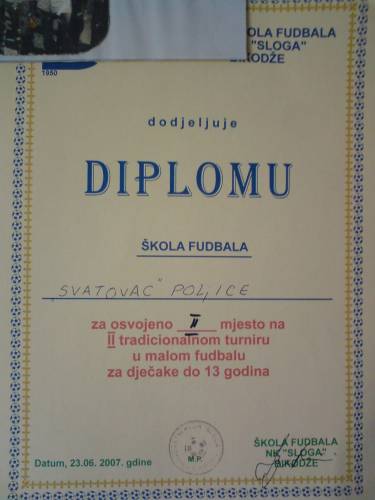 ŠKOLA FUDBALA
"SLOGA"
1950
dodjeljuje
DIPLOMU
ŠKOLA FUDBALA
"SVATOVAC" POLJICE
za osvojeno II mjesto na
II tradicionalnom turniru
u malom fudbalu
za dječake do 13 godina
ŠKOLA FUDBALA
NK "SLOGA"
ĐIKODŽE
Datum, 23.06. 2007. godine
M.P.